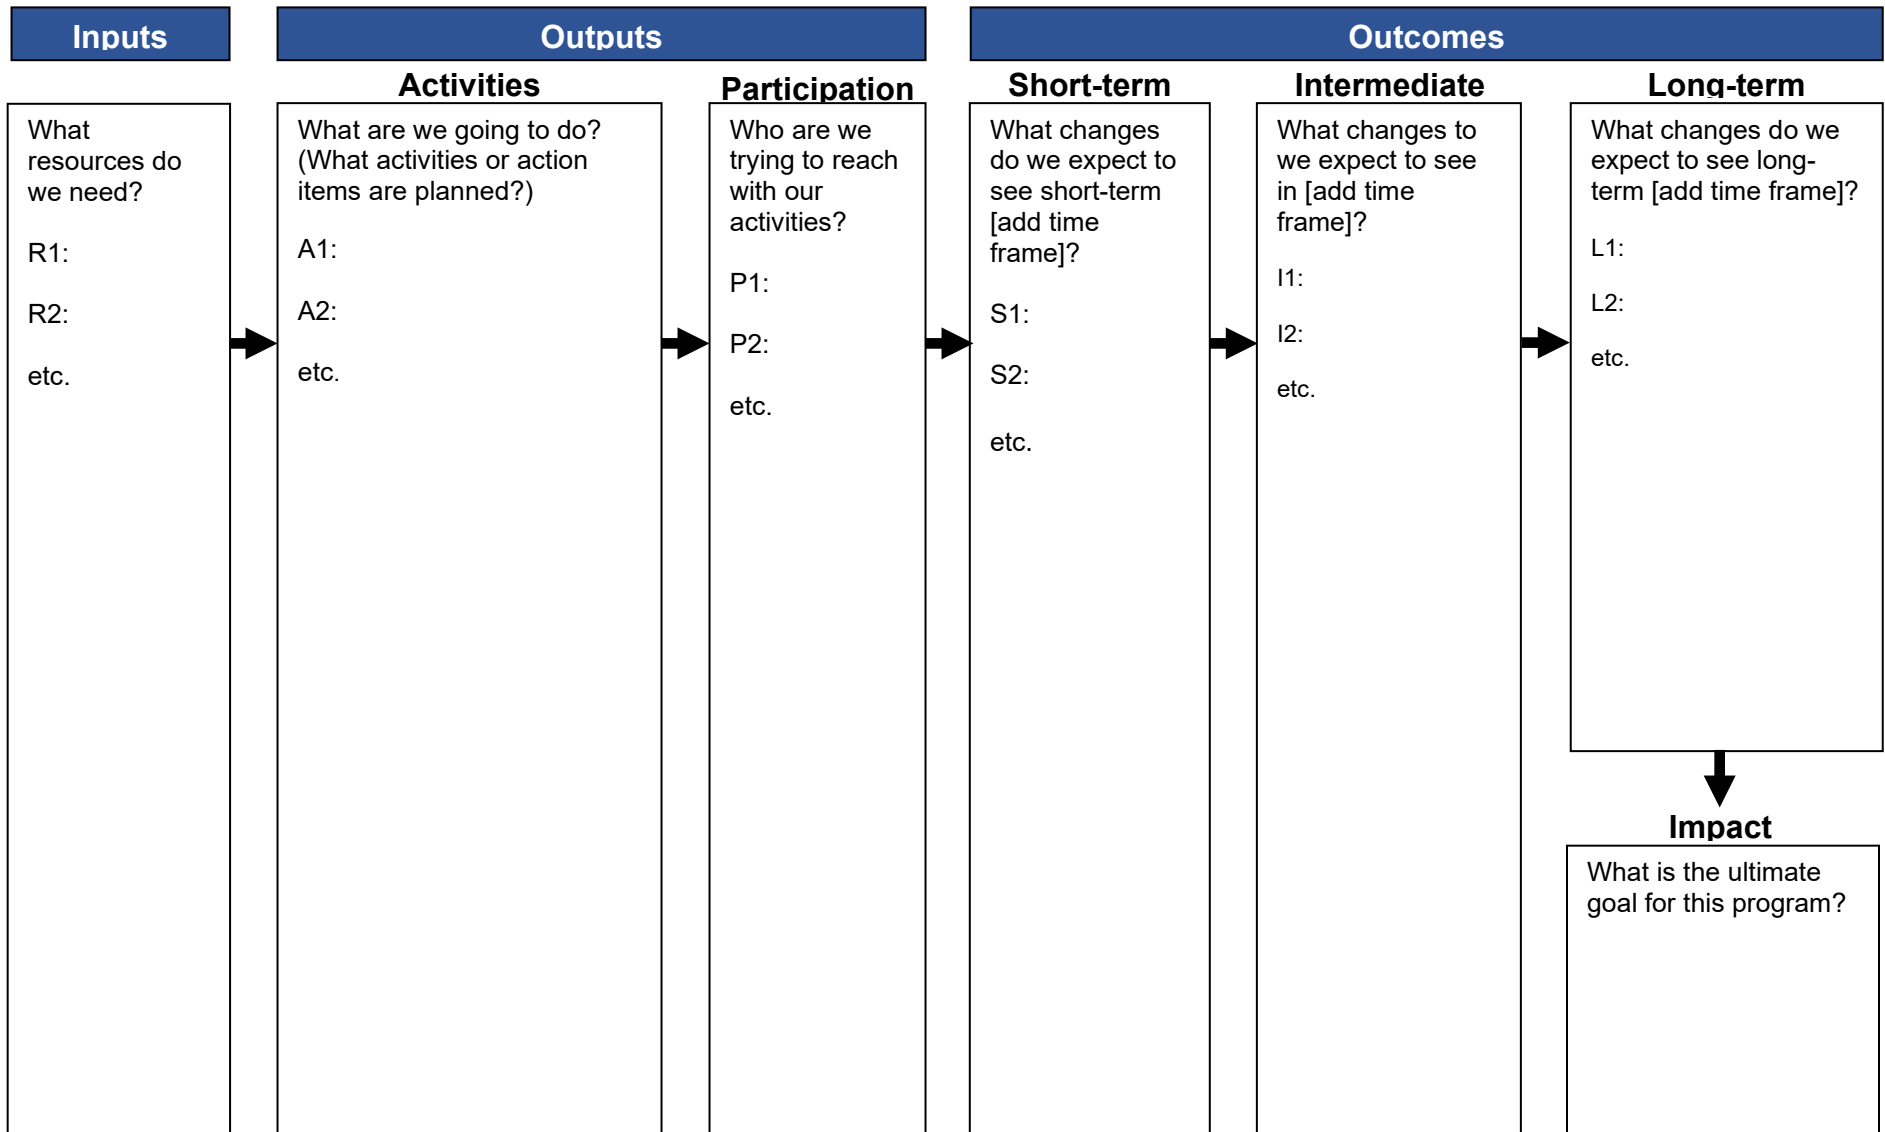 Inputs
Outputs
Outcomes
Activities
Participation
Short-term
Intermediate
Long-term
What
resources do
we need?
R1:
R2:
etc.
What are we going to do?
(What activities or action
items are planned?)
A1:
A2:
etc.
Who are we
trying to reach
with our
activities?
P1:
P2:
etc.
What changes
do we expect to
see short-term
[add time
frame]?
S1:
S2:
etc.
What changes to
we expect to see
in [add time
frame]?
I1:
I2:
etc.
What changes do we
expect to see long-
term [add time frame]?
L1:
L2:
etc.
Impact
What is the ultimate
goal for this program?